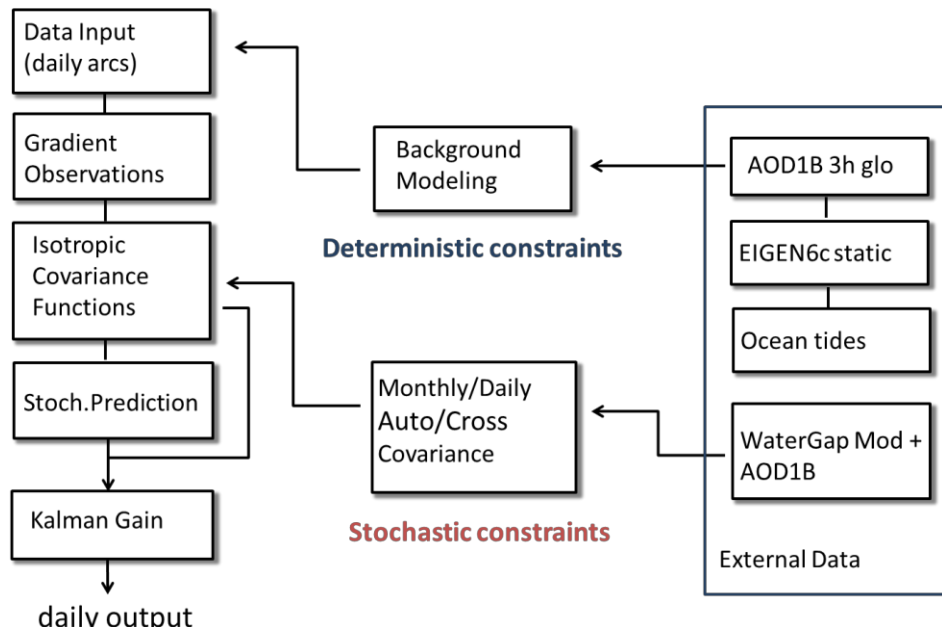 Data Input
(daily arcs)
Gradient
Observations
Isotropic
Covariance
Functions
Stoch.Prediction
Kalman Gain
daily output
Background
Modeling
Deterministic constraints
Monthly/Daily
Auto/Cross
Covariance
Stochastic constraints
AOD1B 3h glo
EIGEN6c static
Ocean tides
WaterGap Mod +
AOD1B
External Data